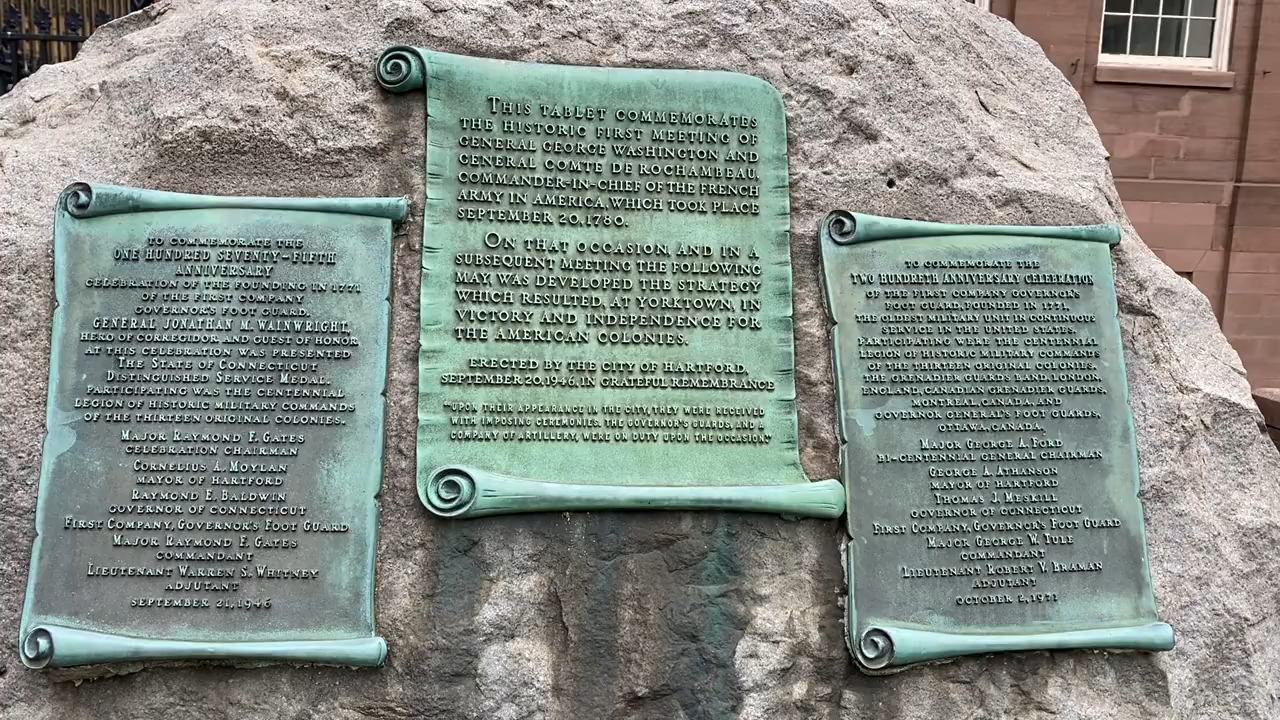 TO COMMEMORATE THE
ONE HUNDRED SEVENTY-FIFTH
ANNIVERSARY
CELEBRATION OF THE FOUNDING IN 1771
OF THE FIRST COMPANY
GOVERNOR'S FOOT GUARD.
GENERAL JONATHAN M. WAINWRIGHT,
HERO OF CORREGIDOR AND GUEST OF HONOR
AT THIS CELEBRATION WAS PRESENTED
THE STATE OF CONNECTICUT
DISTINGUISHED SERVICE MEDAL.
PARTICIPATING WAS THE CENTENNIAL
LEGION OF HISTORIC MILITARY COMMANDS
OF THE THIRTEEN ORIGINAL COLONIES.
MAJOR RAYMOND F. GATES
CELEBRATION CHAIRMAN
CORNELIUS A. MOYLAN
MAYOR OF HARTFORD
RAYMOND E. BALDWIN
GOVERNOR OF CONNECTICUT
FIRST COMPANY, GOVERNOR'S FOOT GUARD
MAJOR RAYMOND F. GATES
COMMANDANT
LIEUTENANT WARREN S. WHITNEY
ADJUTANT
SEPTEMBER 21, 1946
THIS TABLET COMMEMORATES
THE HISTORIC FIRST MEETING OF
GENERAL GEORGE WASHINGTON AND
GENERAL COMTE DE ROCHAMBEAU,
COMMANDER-IN-CHIEF OF THE FRENCH
ARMY IN AMERICA, WHICH TOOK PLACE
SEPTEMBER 20, 1780.
ON THAT OCCASION, AND IN A
SUBSEQUENT MEETING THE FOLLOWING
MAY, WAS DEVELOPED THE STRATEGY
WHICH RESULTED, AT YORKTOWN, IN
VICTORY AND INDEPENDENCE FOR
THE AMERICAN COLONIES.
ERECTED BY THE CITY OF HARTFORD,
SEPTEMBER 20, 1946, IN GRATEFUL REMEMBRANCE
"UPON THEIR APPEARANCE IN THE CITY, THEY WERE RECEIVED
WITH IMPOSING CEREMONIES. THE GOVERNOR'S GUARDS, AND A
COMPANY OF ARTILLERY, WERE ON DUTY UPON THE OCCASION."
TO COMMEMORATE THE
TWO HUNDRETH ANNIVERSARY CELEBRATION
OF THE FIRST COMPANY GOVERNOR'S
FOOT GUARD, FOUNDED IN 1771,
THE OLDEST MILITARY UNIT IN CONTINUOUS
SERVICE IN THE UNITED STATES.
PARTICIPATING WERE THE CENTENNIAL
LEGION OF HISTORIC MILITARY COMMANDS
OF THE THIRTEEN ORIGINAL COLONIES,
THE GRENADIER GUARDS BAND, LONDON,
ENGLAND, CANADIAN GRENADIER GUARDS,
MONTREAL, CANADA, AND
GOVERNOR GENERAL'S FOOT GUARDS,
OTTAWA, CANADA.
MAJOR GEORGE A. FORD
BI-CENTENNIAL GENERAL CHAIRMAN
GEORGE A. ATHANSON
MAYOR OF HARTFORD
THOMAS J. MESKILL
GOVERNOR OF CONNECTICUT
FIRST COMPANY, GOVERNOR'S FOOT GUARD
MAJOR GEORGE W. YULE
COMMANDANT
LIEUTENANT ROBERT V. BRAMAN
ADJUTANT
OCTOBER 2, 1971